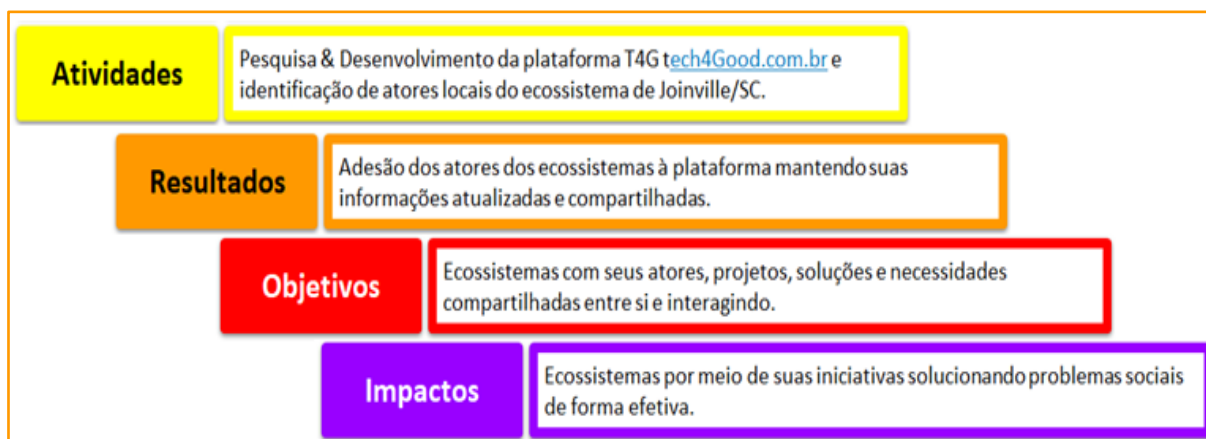 Atividades
Pesquisa & Desenvolvimento da plataforma T4G tech4Good.com.br e
identificação de atores locais do ecossistema de Joinville/SC.
Resultados
Adesão dos atores dos ecossistemas à plataforma mantendo suas
informações atualizadas e compartilhadas.
Objetivos
Ecossistemas com seus atores, projetos, soluções e necessidades
compartilhadas entre si e interagindo.
Impactos
Ecossistemas por meio de suas iniciativas solucionando problemas sociais
de forma efetiva.